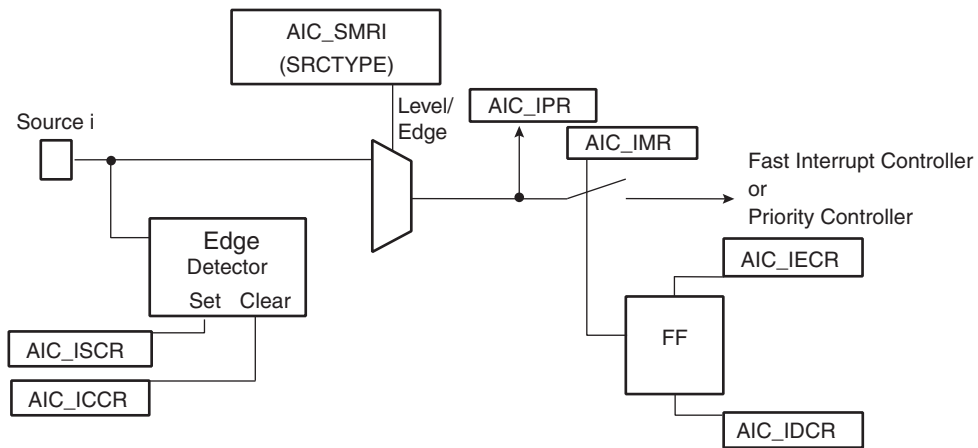 AIC_SMRI
(SRCTYPE)
Source i
Level/
Edge
AIC_IPR
AIC_IMR
Fast Interrupt Controller
or
Priority Controller
Edge
Detector
Set Clear
AIC_IECR
FF
AIC_ISCR
AIC_ICCR
AIC_IDCR